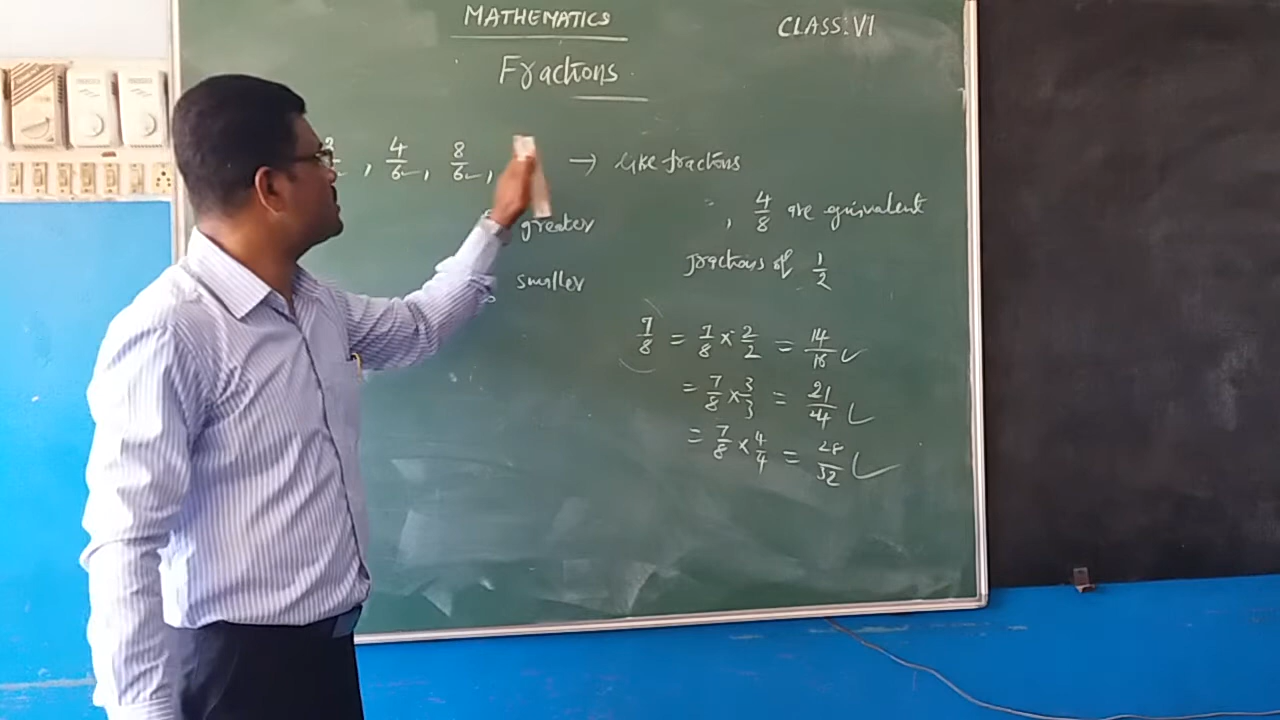 MATHEMATICS
CLASS: VI
Fractions
, 4/6, 8/6, → like fractions
, 4/8 are equivalent
greater
fractions of 1/2
smaller
7/8 = 7/8 × 2/2 = 14/16
= 7/8 × 3/3 = 21/
= 7/8 × 4/4 = 28/32